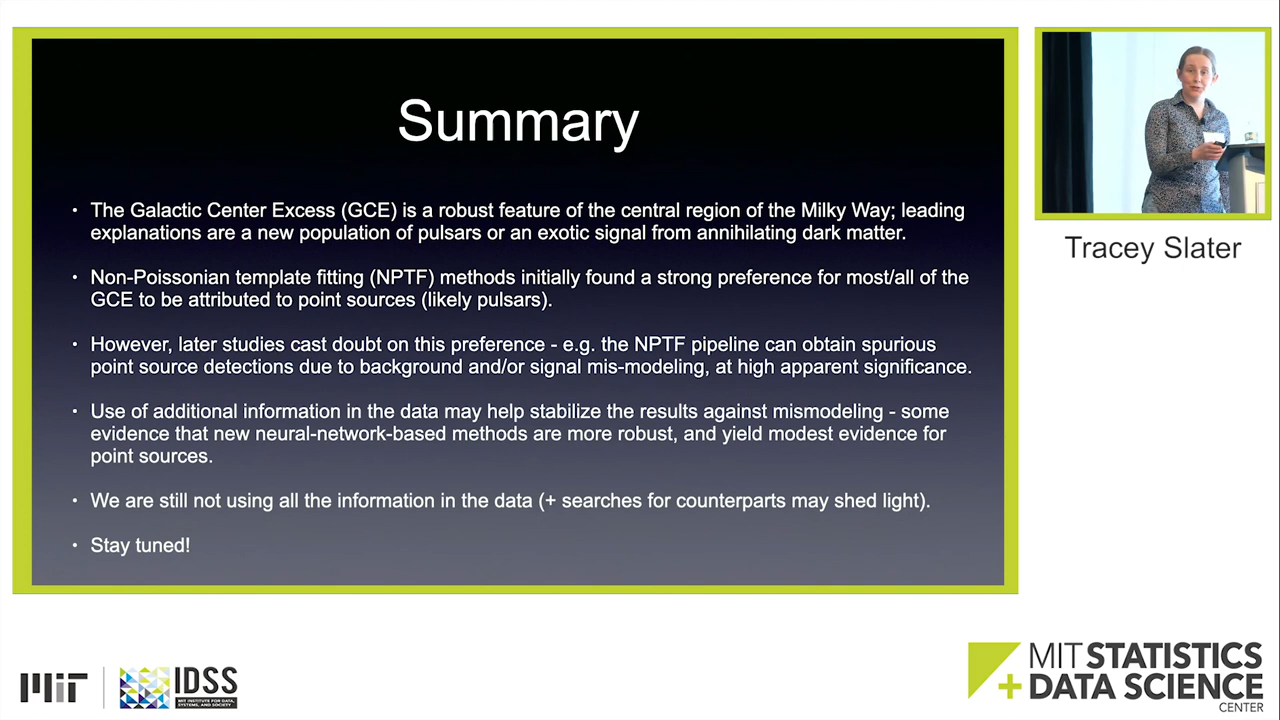 Summary
· The Galactic Center Excess (GCE) is a robust feature of the central region of the Milky Way; leading
explanations are a new population of pulsars or an exotic signal from annihilating dark matter.
· Non-Poissonian template fitting (NPTF) methods initially found a strong preference for most/all of the
GCE to be attributed to point sources (likely pulsars).
· However, later studies cast doubt on this preference - e.g. the NPTF pipeline can obtain spurious
point source detections due to background and/or signal mis-modeling, at high apparent significance.
· Use of additional information in the data may help stabilize the results against mismodeling - some
evidence that new neural-network-based methods are more robust, and yield modest evidence for
point sources.
· We are still not using all the information in the data (+ searches for counterparts may shed light).
· Stay tuned!
Tracey Slater
MIT
IDSS
MIT INSTITUTE FOR DATA,
SYSTEMS, AND SOCIETY
MIT STATISTICS
+ DATA SCIENCE
CENTER